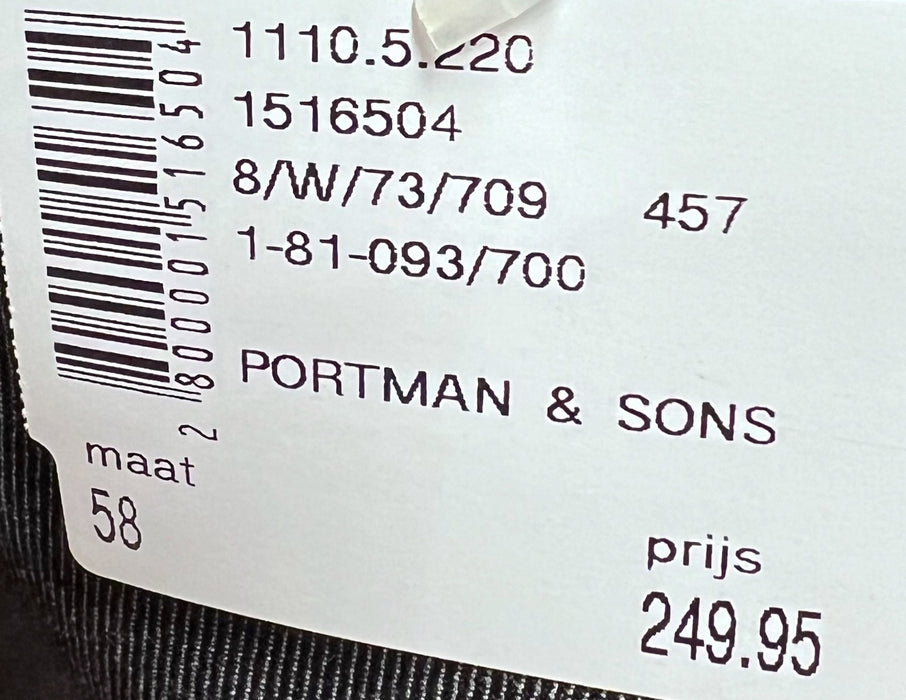 1110.5.220
1516504
8/W/73/709 457
1-81-093/700
PORTMAN & SONS
2800001516504
maat
58
prijs
249.95